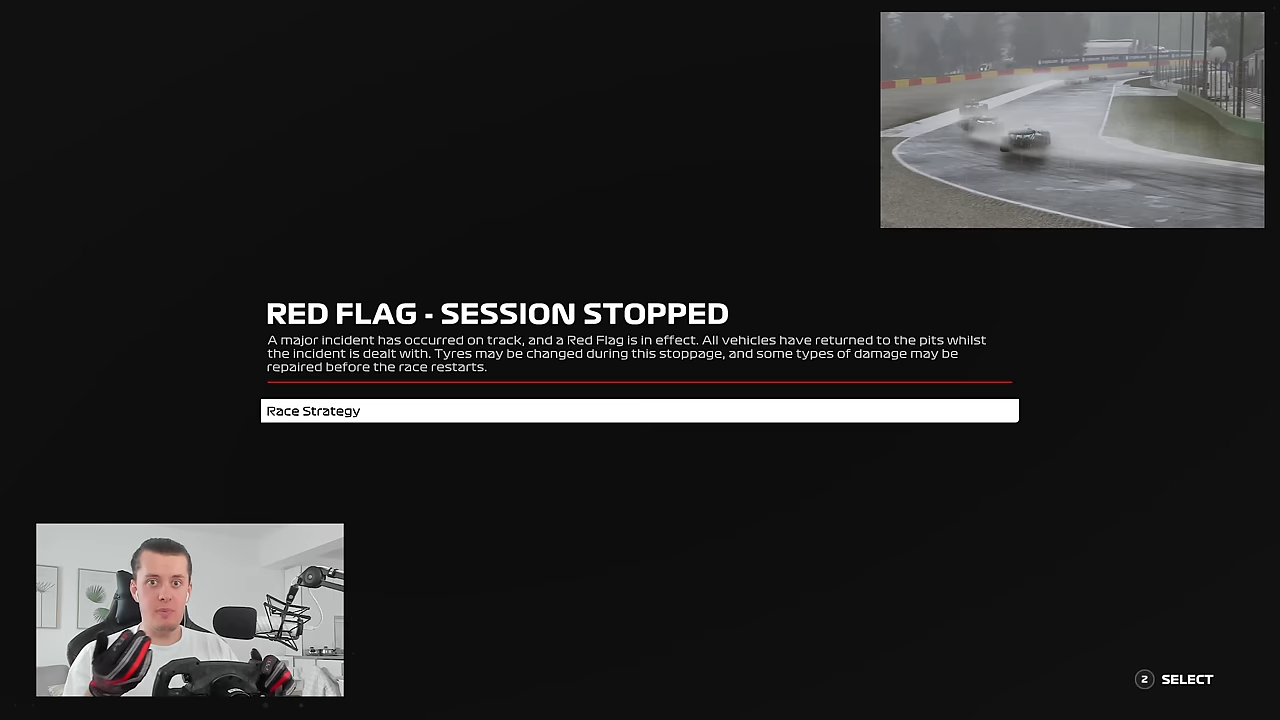 RED FLAG - SESSION STOPPED
A major incident has occurred on track, and a Red Flag is in effect. All vehicles have returned to the pits whilst
the incident is dealt with. Tyres may be changed during this stoppage, and some types of damage may be
repaired before the race restarts.
Race Strategy
2 SELECT